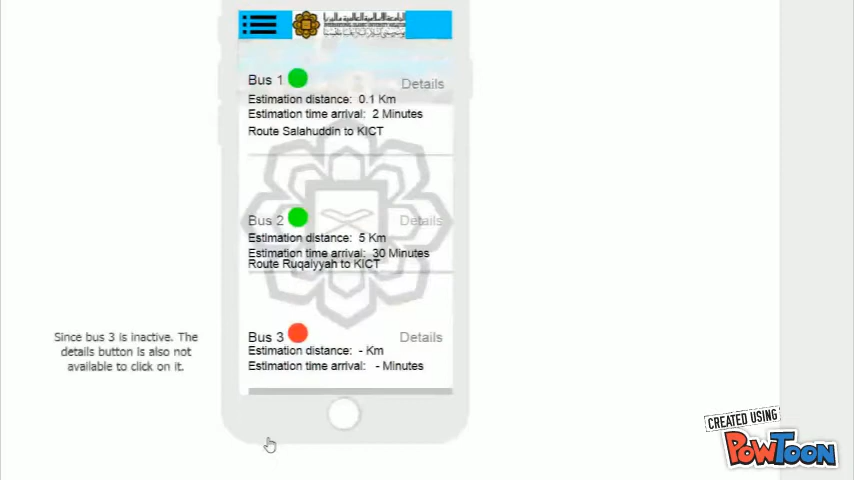 Bus 1
Details
Estimation distance: 0.1 Km
Estimation time arrival: 2 Minutes
Route Salahuddin to KICT
Bus 2
Details
Estimation distance: 5 Km
Estimation time arrival: 30 Minutes
Route Ruqaiyyah to KICT
Since bus 3 is inactive. The
details button is also not
available to click on it.
Bus 3
Details
Estimation distance: - Km
Estimation time arrival: - Minutes
CREATED USING
POWTOON